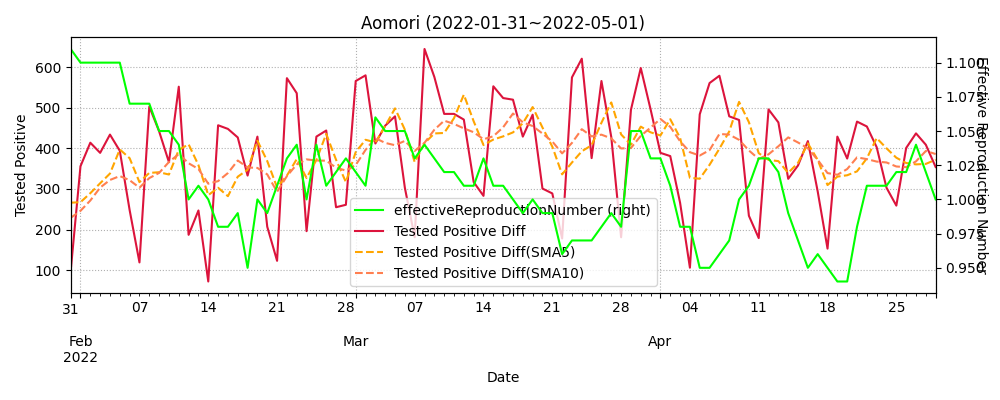 Aomori (2022-01-31~2022-05-01)
Tested Positive
600
500
400
300
200
100
1.100
1.075
1.050
1.025
1.000
0.975
0.950
Effective Reproduction Number
effectiveReproductionNumber (right)
Tested Positive Diff
Tested Positive Diff(SMA5)
Tested Positive Diff(SMA10)
31 07 14 21 28 07 14 21 28 04 11 18 25
Feb Mar Apr
2022
Date